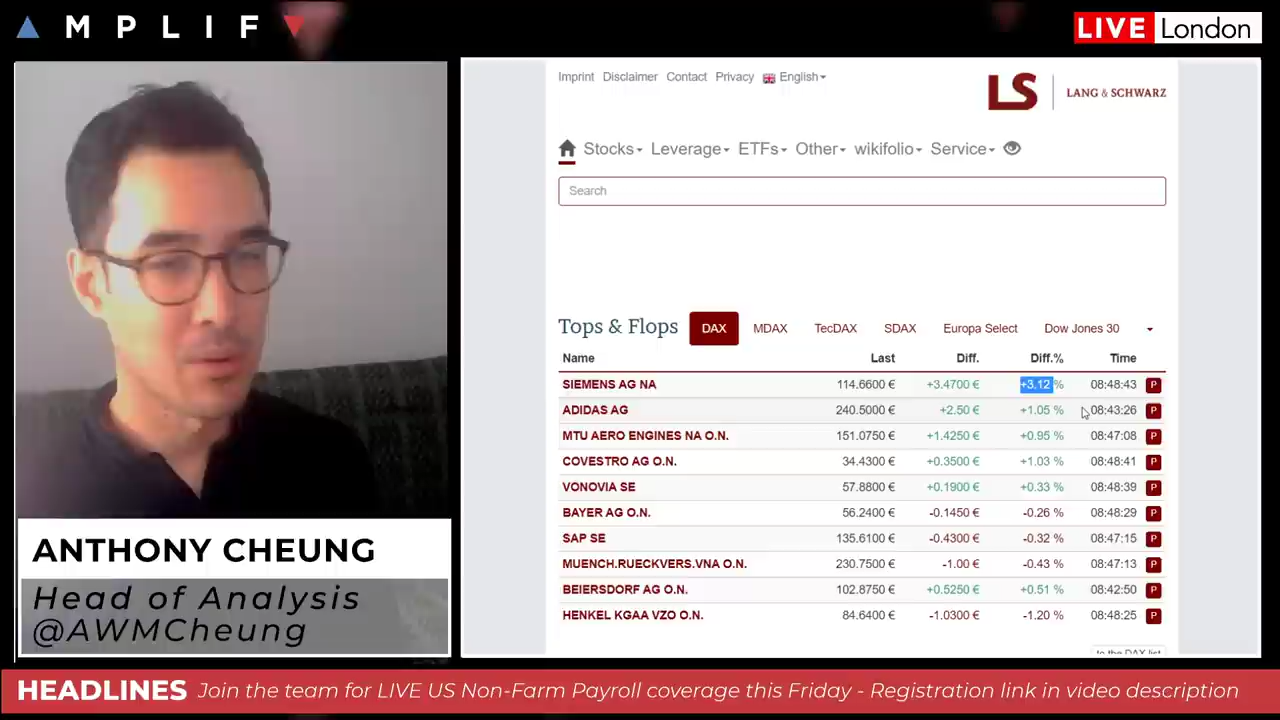 AMPLIFY
LIVE London
Imprint Disclaimer Contact Privacy English
LS LANG & SCHWARZ
Stocks Leverage ETFs Other wikifolio Service
Search
Tops & Flops DAX MDAX TecDAX SDAX Europa Select Dow Jones 30
Name Last Diff. Diff.% Time
SIEMENS AG NA 114.6600 € +3.4700 € +3.12 % 08:48:43 P
ADIDAS AG 240.5000 € +2.50 € +1.05 % 08:43:26 P
MTU AERO ENGINES NA O.N. 151.0750 € +1.4250 € +0.95 % 08:47:08 P
COVESTRO AG O.N. 34.4300 € +0.3500 € +1.03 % 08:48:41 P
VONOVIA SE 57.8800 € +0.1900 € +0.33 % 08:48:39 P
BAYER AG O.N. 56.2400 € -0.1450 € -0.26 % 08:48:29 P
SAP SE 135.6100 € -0.4300 € -0.32 % 08:47:15 P
MUENCH.RUECKVERS.VNA O.N. 230.7500 € -1.00 € -0.43 % 08:47:13 P
BEIERSDORF AG O.N. 102.8750 € +0.5250 € +0.51 % 08:42:50 P
HENKEL KGAA VZO O.N. 84.6400 € -1.0300 € -1.20 % 08:48:25 P
to the DAX list
ANTHONY CHEUNG
Head of Analysis
@AWMCheung
HEADLINES Join the team for LIVE US Non-Farm Payroll coverage this Friday - Registration link in video description